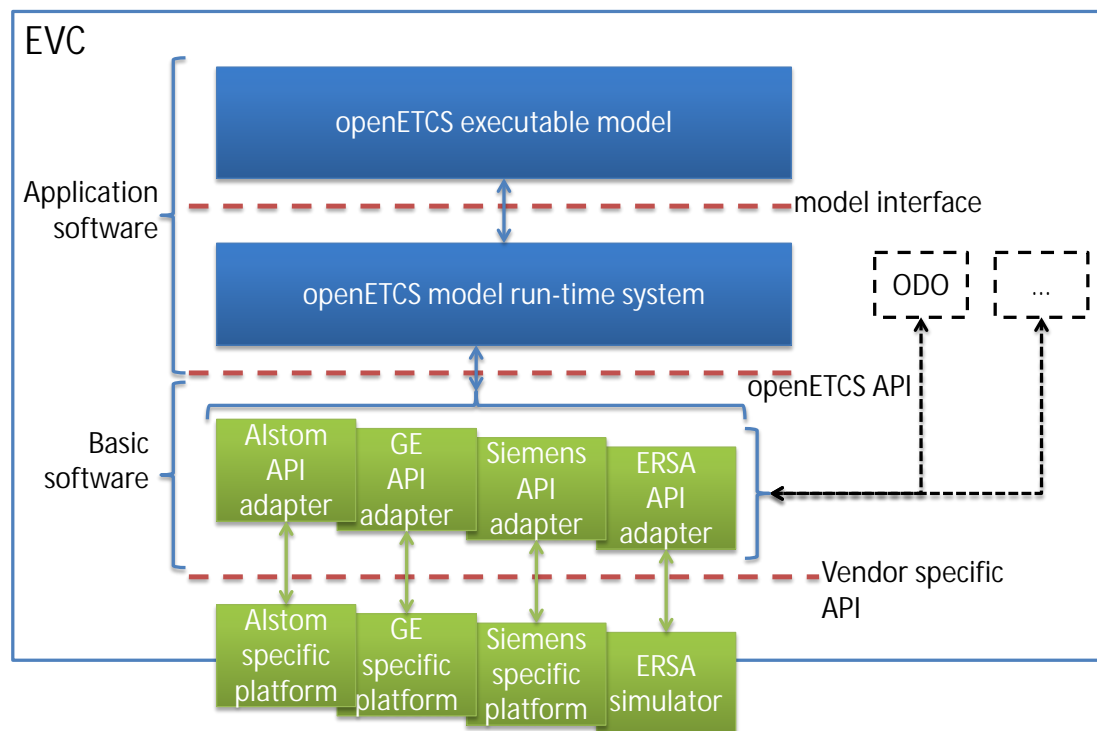 EVC
openETCS executable model
Application
software
model interface
openETCS model run-time system
ODO
...
openETCS API
Basic
software
Alstom
API
adapter
GE
API
adapter
Siemens
API
adapter
ERSA
API
adapter
Vendor specific
API
Alstom
specific
platform
GE
specific
platform
Siemens
specific
platform
ERSA
simulator